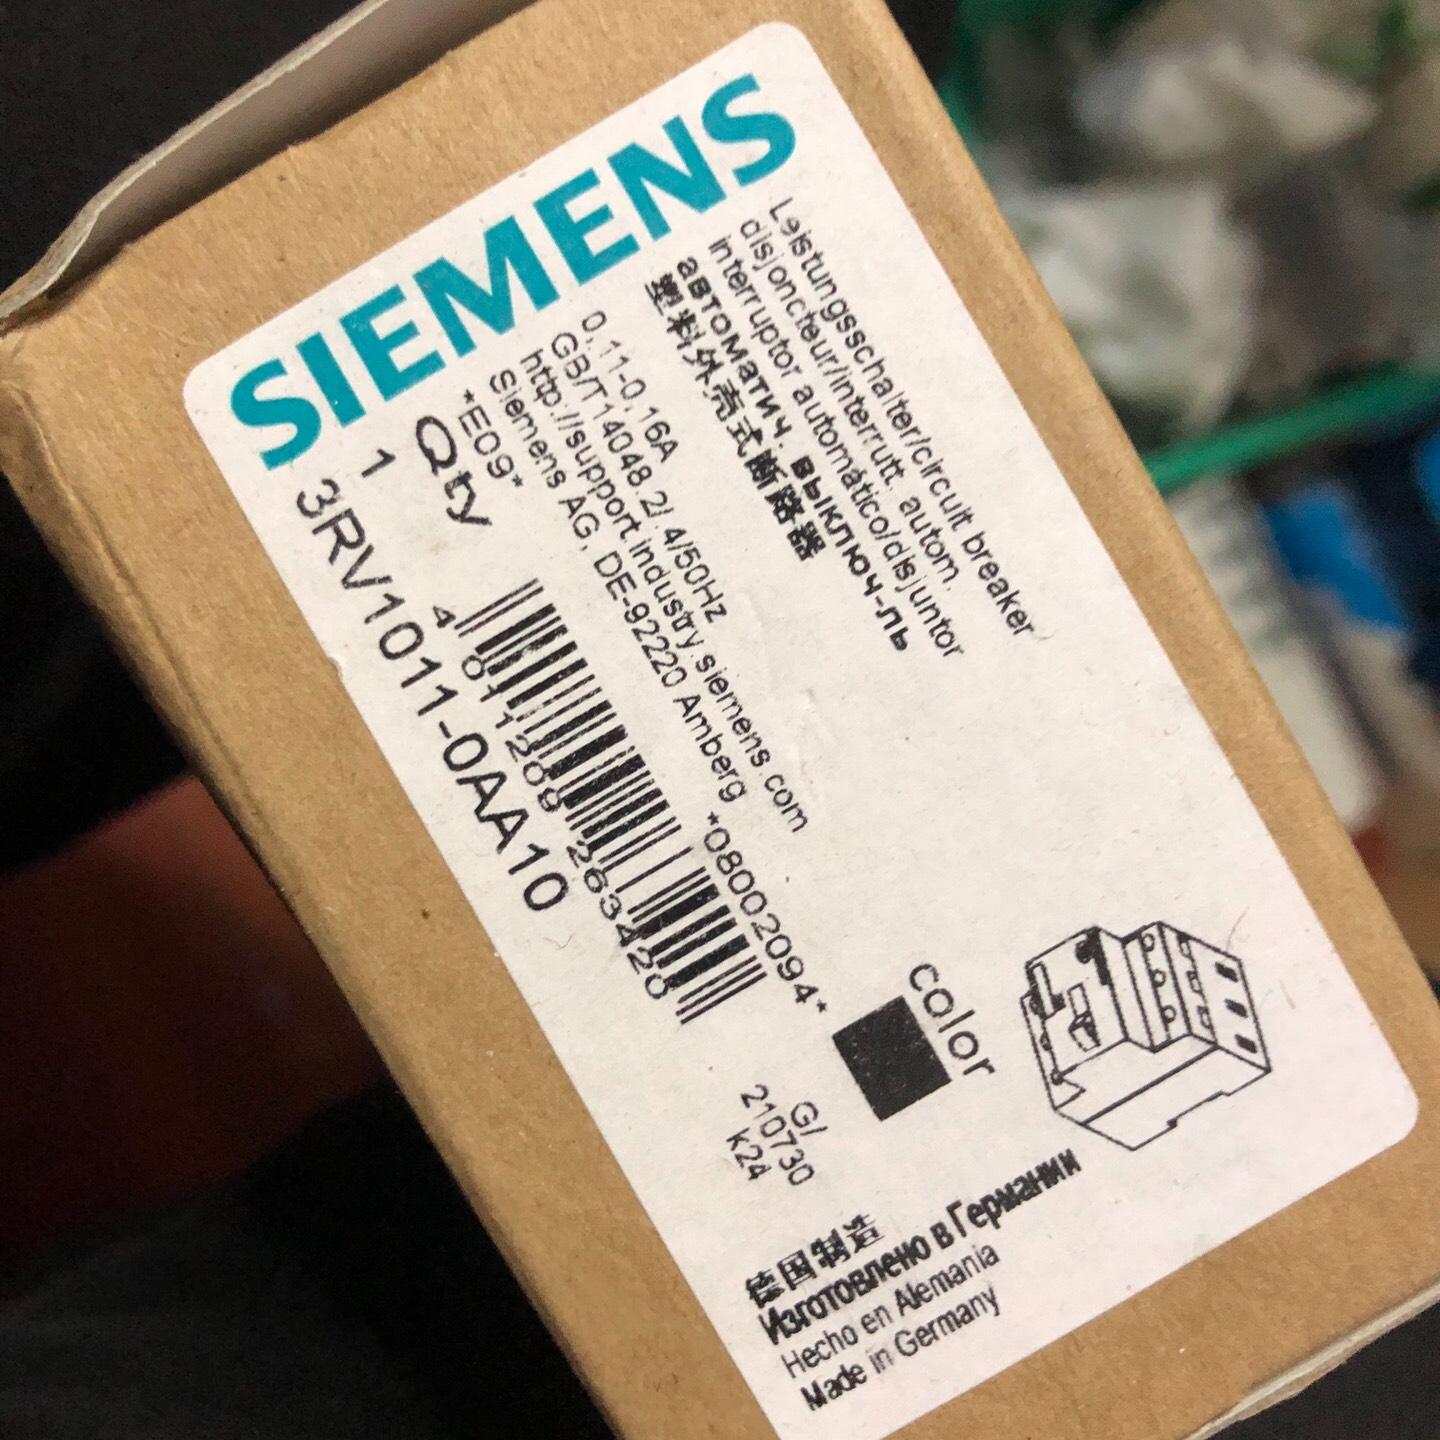 SIEMENS
Leistungsschalter/circuit breaker
disjoncteur/interrutt. autom.
interruptor automático/disjuntor
автоматич. выключ-ль
塑料外壳式断路器
0,11-0,16A
GB/T14048.2/.4/50Hz
http://support.industry.siemens.com
Siemens AG, DE-92220 Amberg *08002094*
*E09*
Qty
1
4 011209 263420
3RV1011-0AA10
color
G/
210730
k24
德国制造
Изготовлено в Германии
Hecho en Alemania
Made in Germany